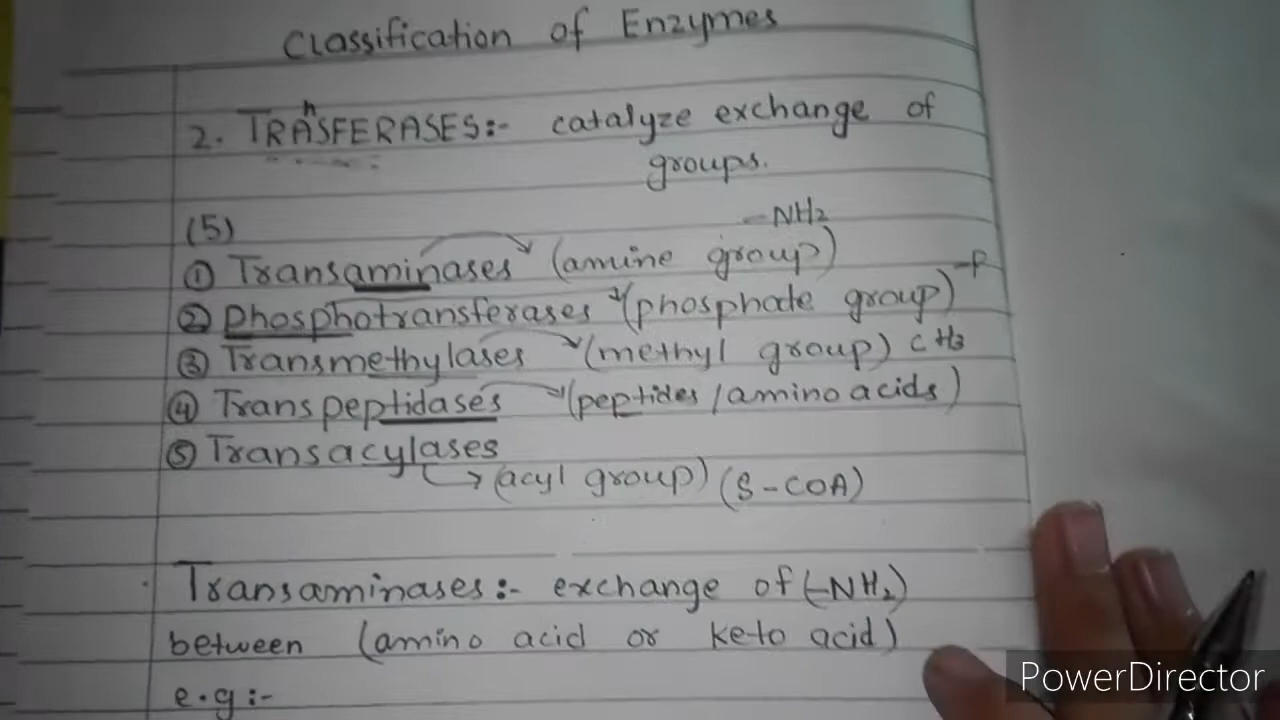 Classification of Enzymes
2. TRAnSFERASES:- catalyze exchange of
groups.
(5)
-NH₂
① Transaminases (amine group)
② Phosphotransferases (phosphate group) -P
③ Transmethylases (methyl group) CH₃
④ Transpeptidases (peptides/amino acids)
⑤ Transacylases
(acyl group) (S-COA)
Transaminases:- exchange of (-NH₂)
between (amino acid or keto acid)
e.g:-
PowerDirector